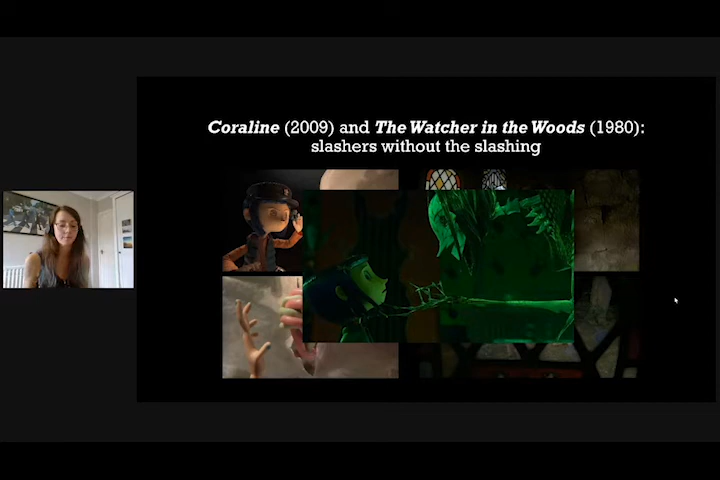 Coraline (2009) and The Watcher in the Woods (1980):
slashers without the slashing